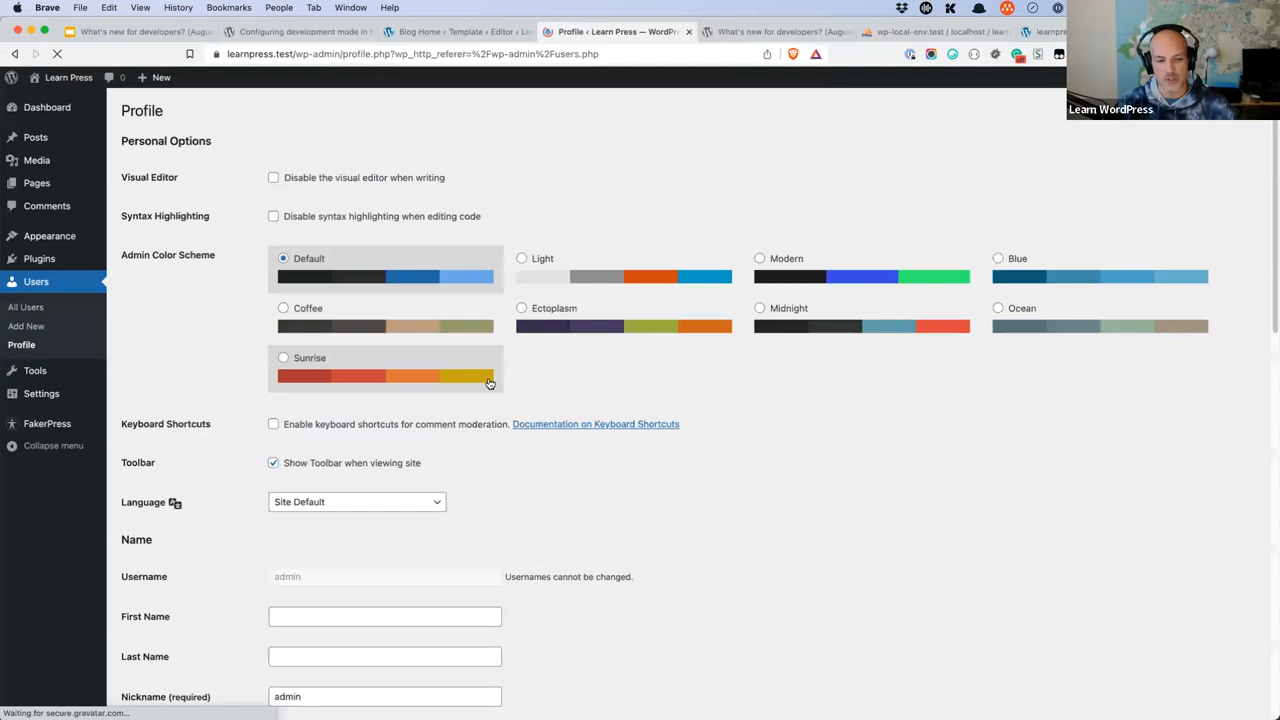 Brave File Edit View History Bookmarks People Tab Window Help
What's new for developers? (Augus
Configuring development mode in
Blog Home ‹ Template ‹ Editor ‹ Le
Profile ‹ Learn Press — WordPr
What's new for developers? (Augu
wp-local-env.test / localhost / learn
learnpress
learnpress.test/wp-admin/profile.php?wp_http_referer=%2Fwp-admin%2Fusers.php
Learn Press 0 New
Learn WordPress
Dashboard
Posts
Media
Pages
Comments
Appearance
Plugins
Users
All Users
Add New
Profile
Tools
Settings
FakerPress
Collapse menu
Profile
Personal Options
Visual Editor Disable the visual editor when writing
Syntax Highlighting Disable syntax highlighting when editing code
Admin Color Scheme Default Light Modern Blue
Coffee Ectoplasm Midnight Ocean
Sunrise
Keyboard Shortcuts Enable keyboard shortcuts for comment moderation. Documentation on Keyboard Shortcuts
Toolbar Show Toolbar when viewing site
Language Site Default
Name
Username admin Usernames cannot be changed.
First Name
Last Name
Nickname (required) admin
Waiting for secure.gravatar.com...